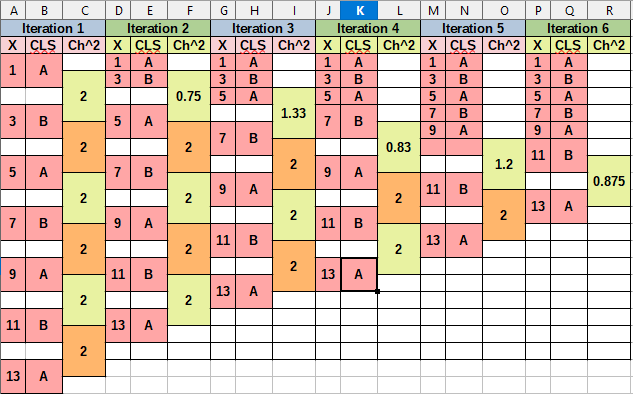 A B C D E F G H I J K L M N O P Q R
Iteration 1 Iteration 2 Iteration 3 Iteration 4 Iteration 5 Iteration 6
X CLS Ch^2 X CLS Ch^2 X CLS Ch^2 X CLS Ch^2 X CLS Ch^2 X CLS Ch^2
1 A 1 A 1 A 1 A 1 A
1 A
3 B 3 B 3 B 3 B 3 B
2 0.75 5 A 5 A 5 A 5 A
1.33 7 B 7 B
3 B 5 A 7 B
9 A 9 A
7 B
2 2 0.83
11 B
2 1.2
5 A 7 B 9 A
0.875
9 A 11 B
2 2 2
13 A
2 2
7 B 9 A 11 B
11 B 13 A
2 2 2
2
9 A 11 B 13 A
13 A
2 2
11 B 13 A
2
13 A